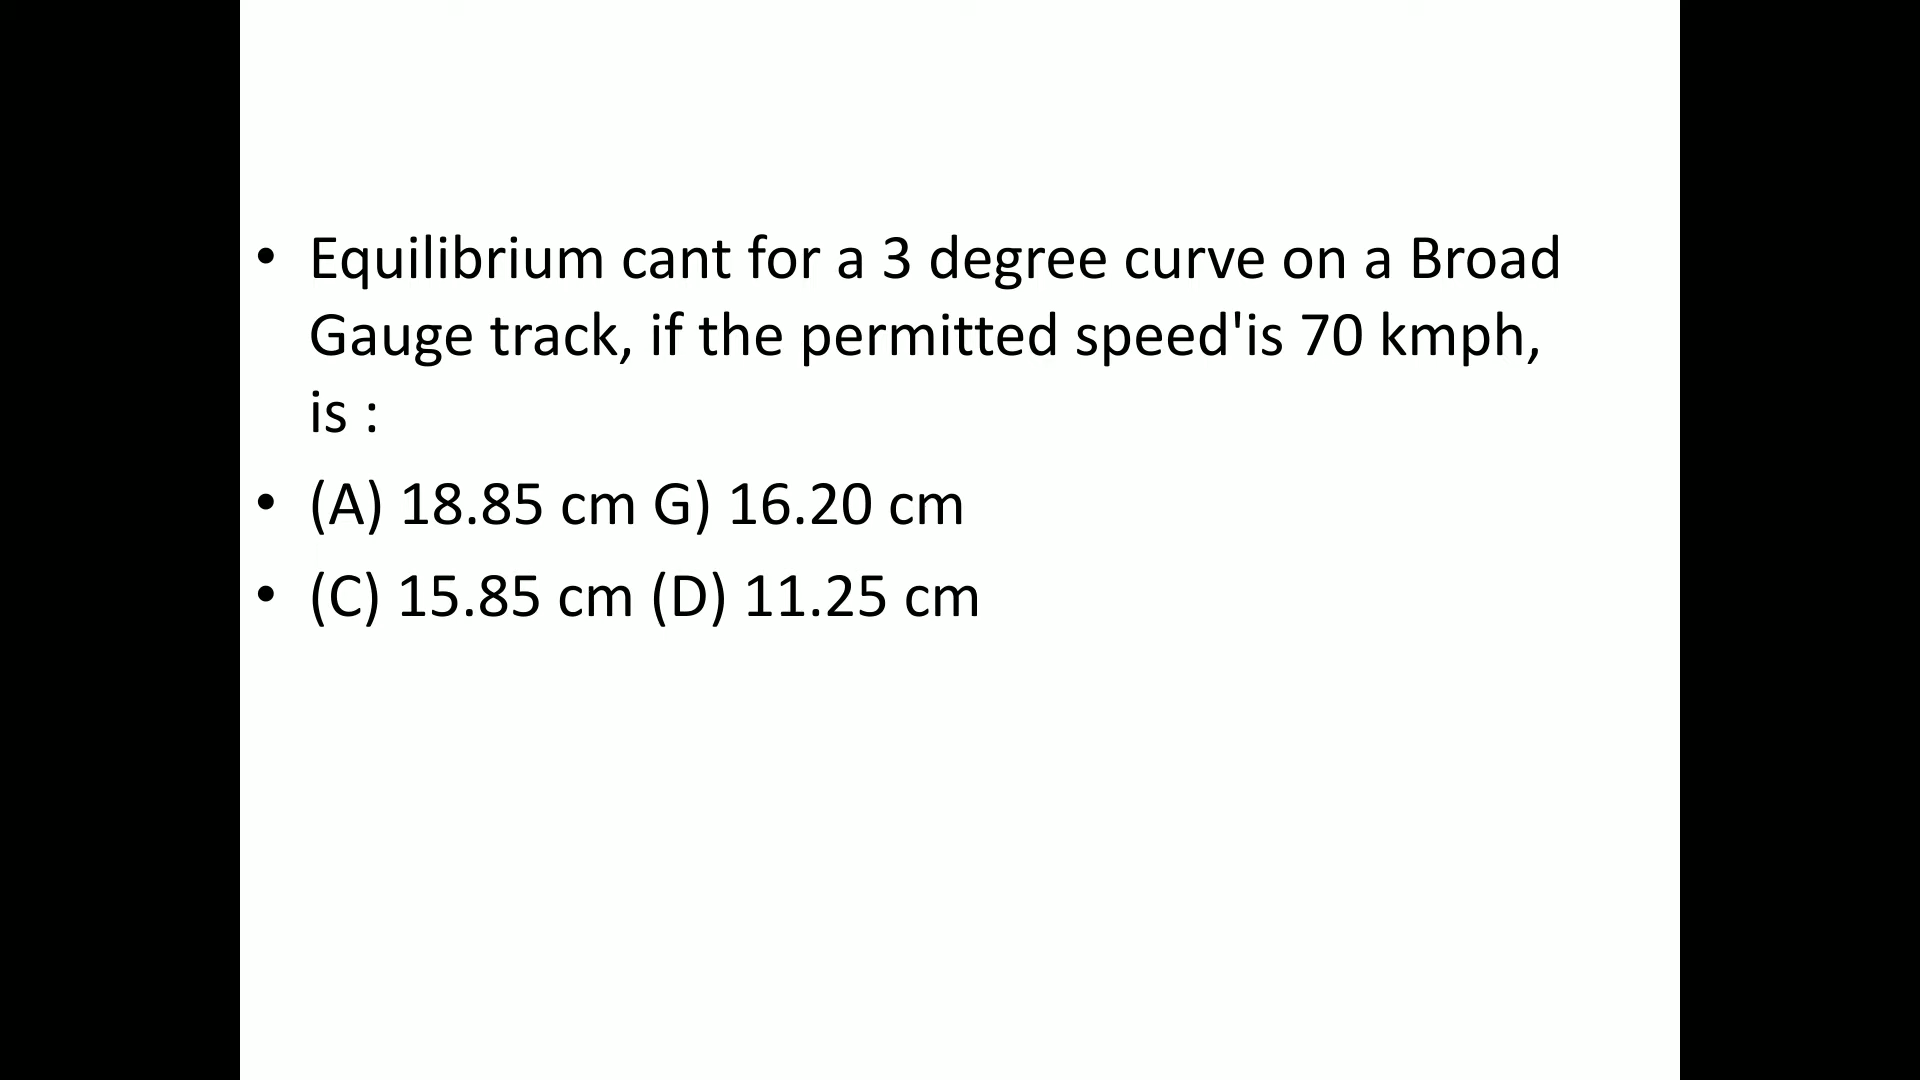 • Equilibrium cant for a 3 degree curve on a Broad
Gauge track, if the permitted speed'is 70 kmph,
is :
• (A) 18.85 cm G) 16.20 cm
• (C) 15.85 cm (D) 11.25 cm